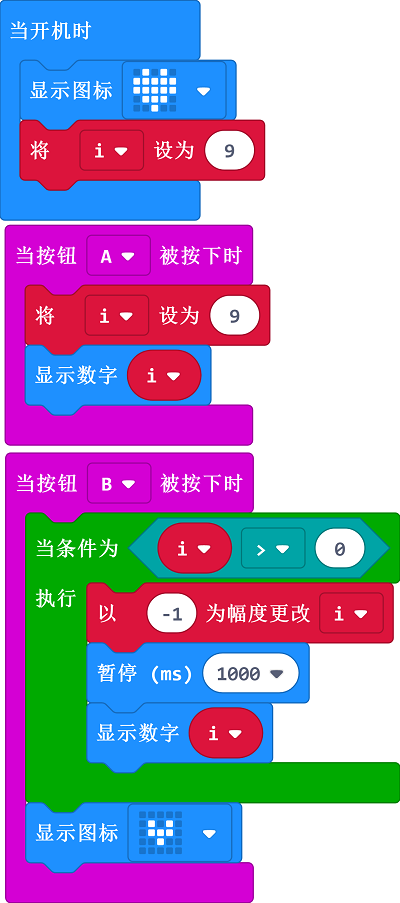 当开机时
显示图标
将 i 设为 9
当按钮 A 被按下时
将 i 设为 9
显示数字 i
当按钮 B 被按下时
当条件为 i > 0
执行
以 -1 为幅度更改 i
暂停 (ms) 1000
显示数字 i
显示图标